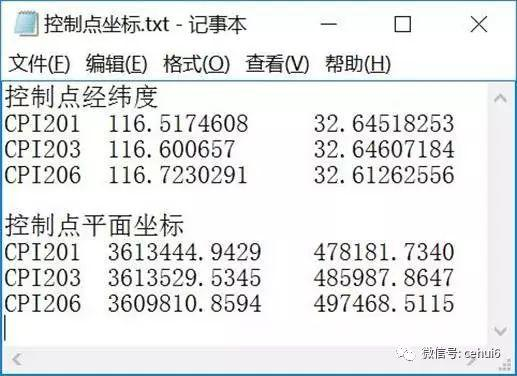 控制点坐标.txt - 记事本
文件(F) 编辑(E) 格式(O) 查看(V) 帮助(H)
控制点经纬度
CPI201 116.5174608 32.64518253
CPI203 116.600657 32.64607184
CPI206 116.7230291 32.61262556
控制点平面坐标
CPI201 3613444.9429 478181.7340
CPI203 3613529.5345 485987.8647
CPI206 3609810.8594 497468.5115
微信号: cehui6